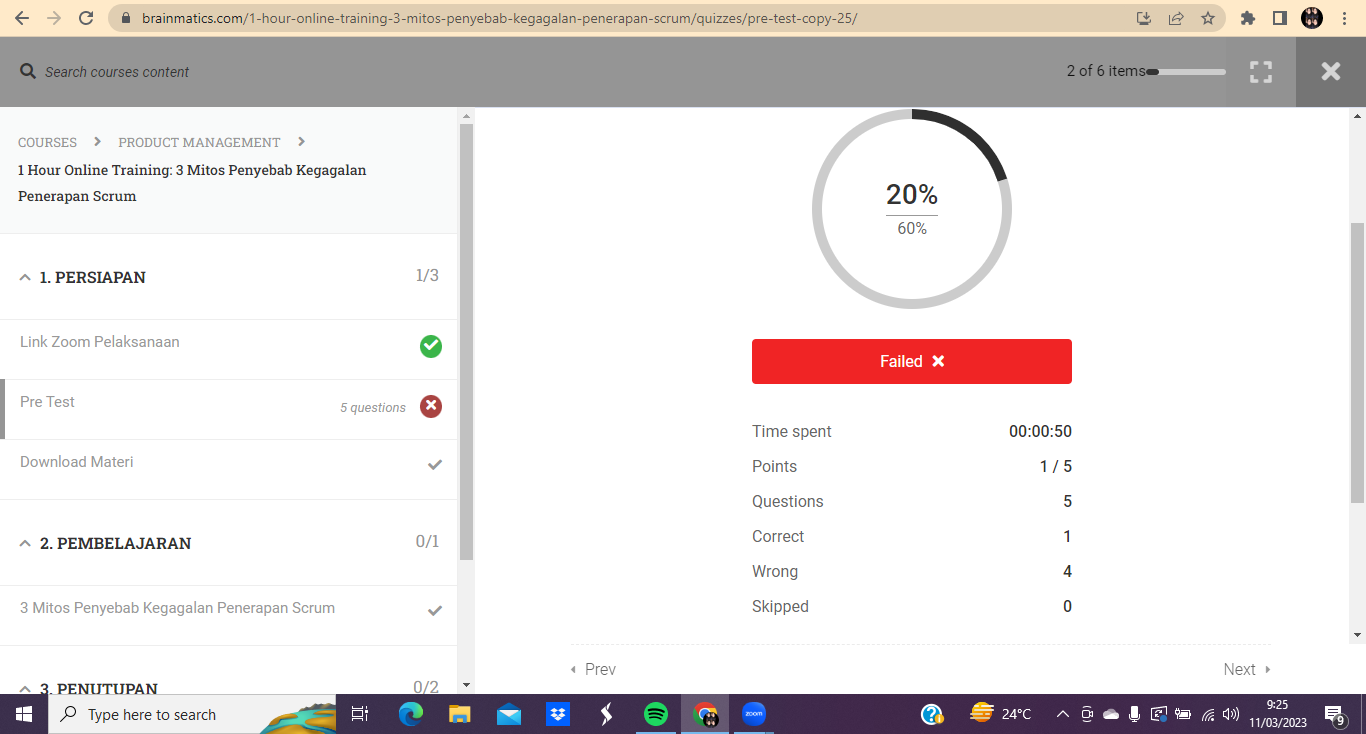 brainmatics.com/1-hour-online-training-3-mitos-penyebab-kegagalan-penerapan-scrum/quizzes/pre-test-copy-25/
Search courses content
2 of 6 items
COURSES
PRODUCT MANAGEMENT
1 Hour Online Training: 3 Mitos Penyebab Kegagalan
Penerapan Scrum
1. PERSIAPAN 1/3
Link Zoom Pelaksanaan
Pre Test 5 questions
Download Materi
2. PEMBELAJARAN 0/1
3 Mitos Penyebab Kegagalan Penerapan Scrum
3. PENUTUPAN 0/2
20%
60%
Failed
Time spent 00:00:50
Points 1 / 5
Questions 5
Correct 1
Wrong 4
Skipped 0
Prev
Next
Type here to search
zoom
24°C
9:25
11/03/2023
9